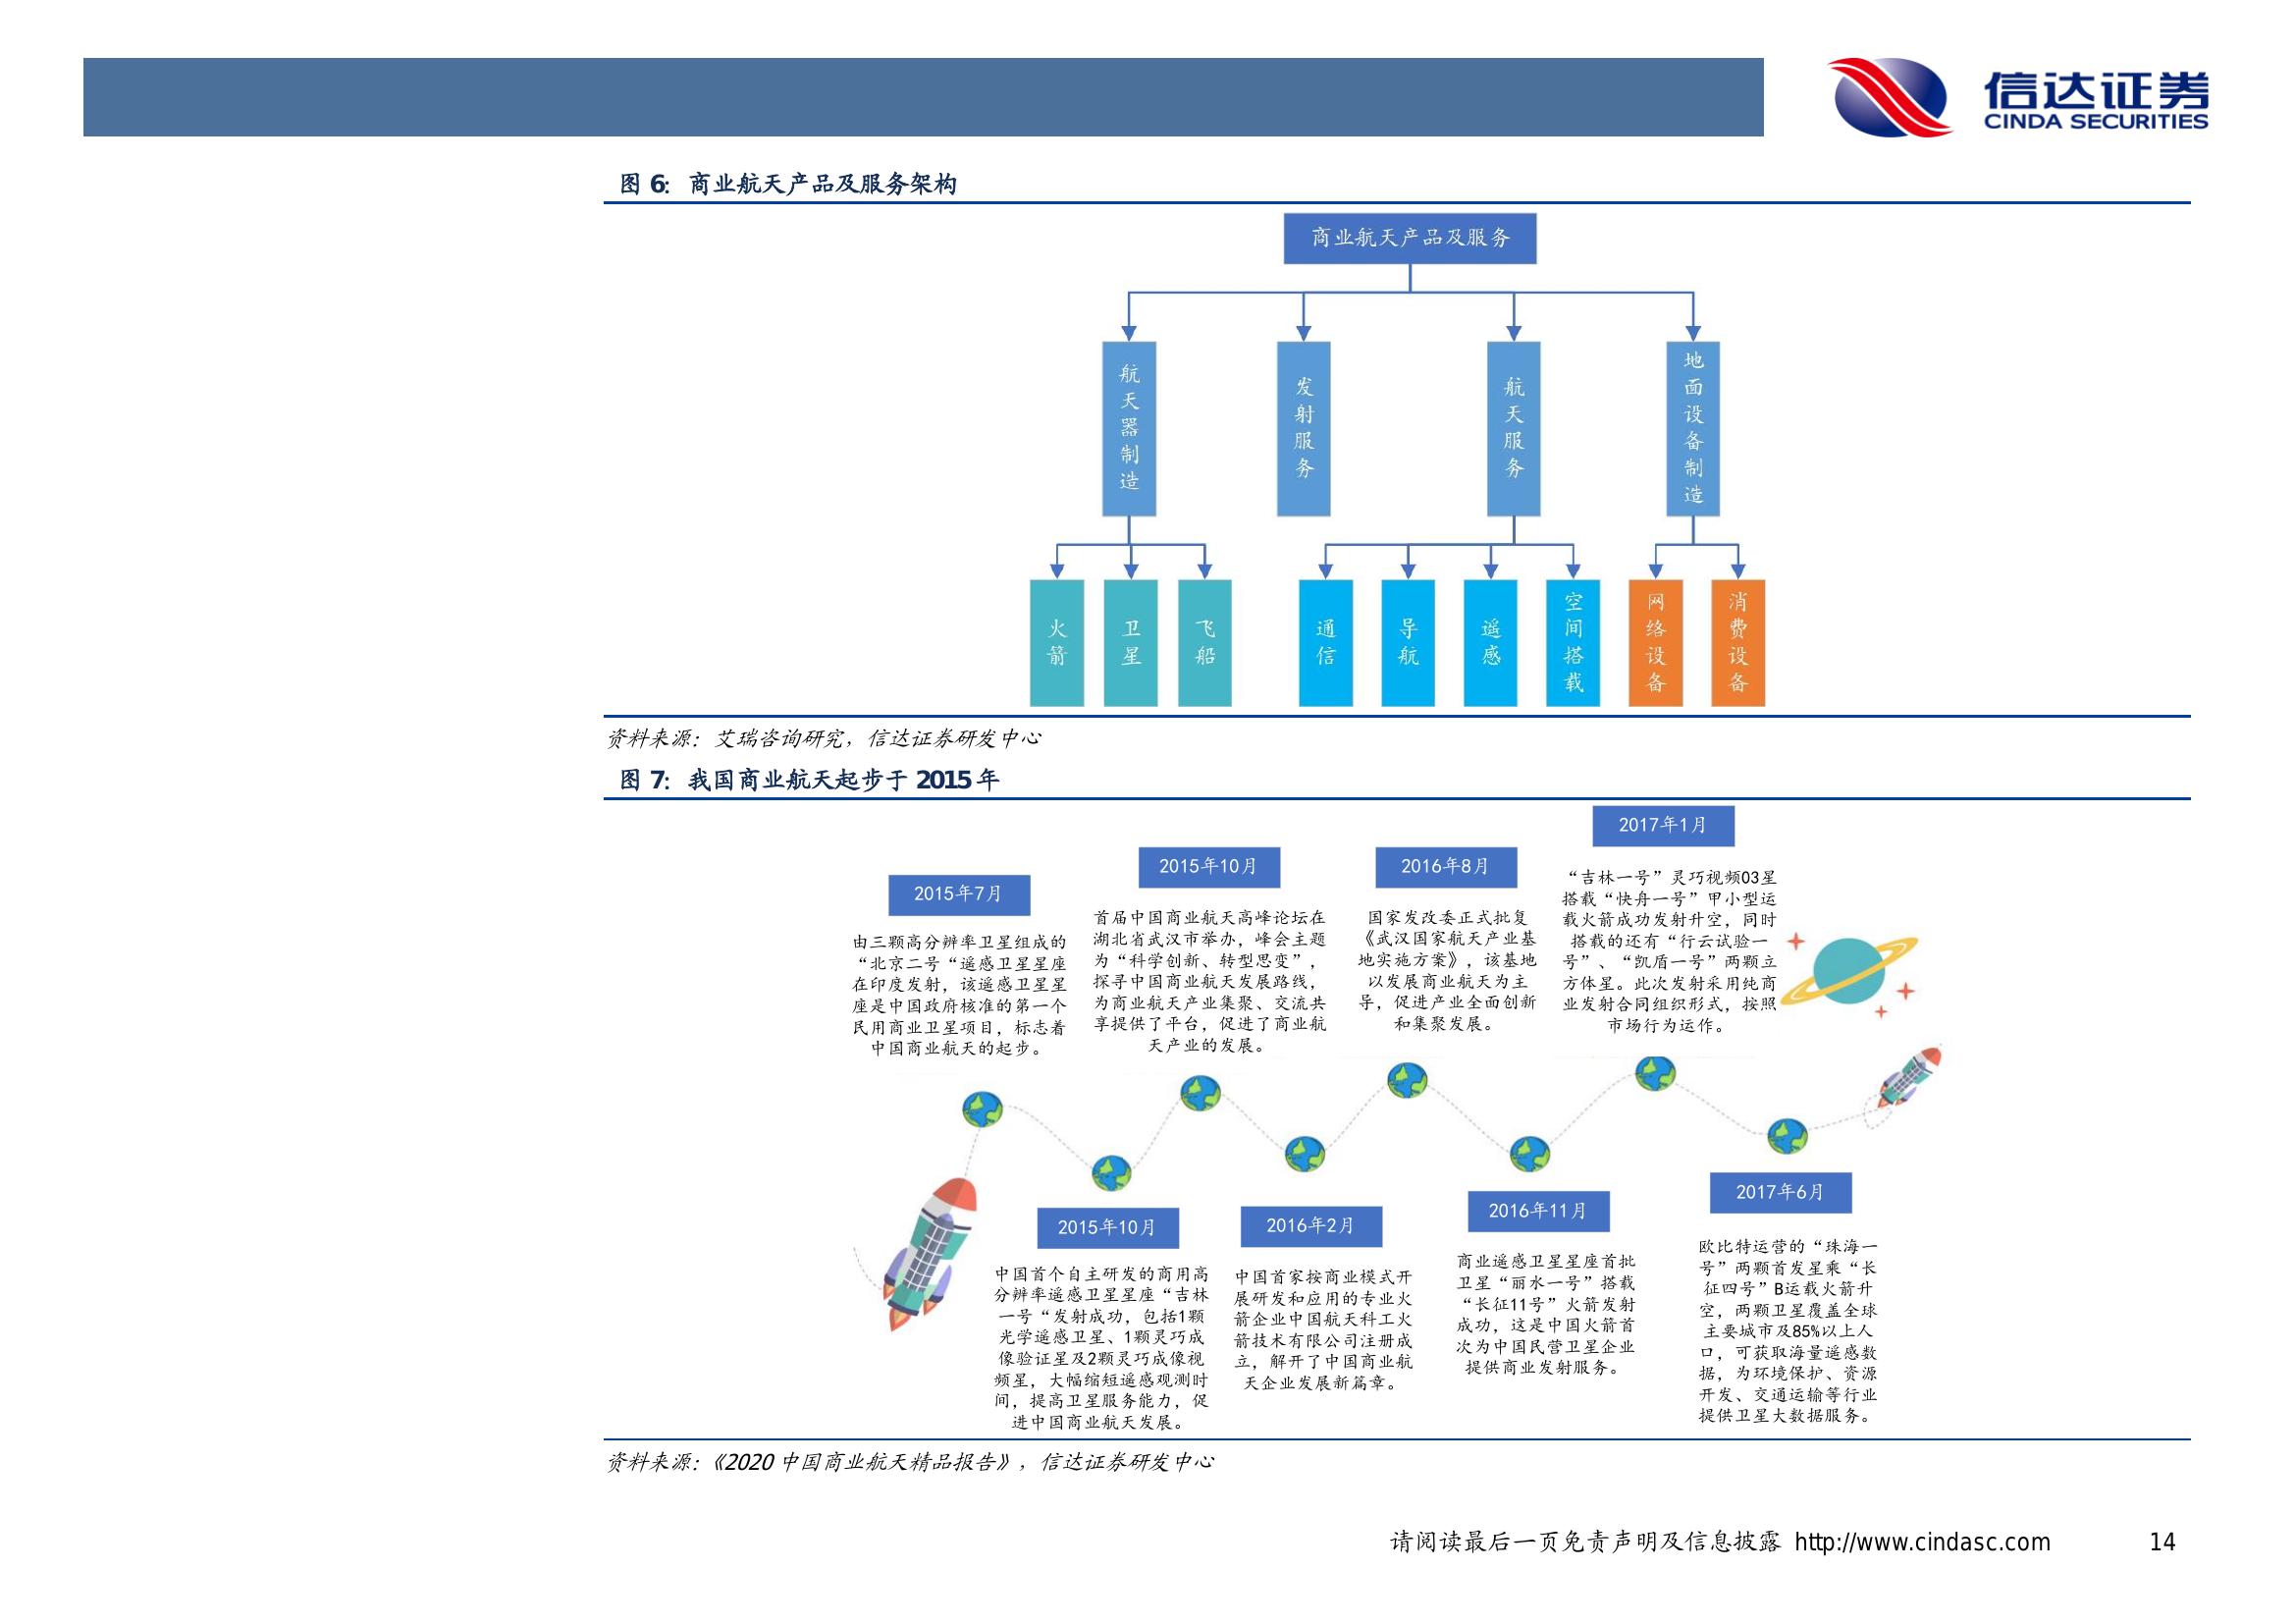 信达证券
CINDA SECURITIES
图 6: 商业航天产品及服务架构
商业航天产品及服务
航天器制造
发射服务
航天服务
地面设备制造
火箭
卫星
飞船
通信
导航
遥感
空间搭载
网络设备
消费设备
资料来源: 艾瑞咨询研究, 信达证券研发中心
图 7: 我国商业航天起步于 2015 年
2015年7月
由三颗高分辨率卫星组成的
“北京二号“遥感卫星星座
在印度发射，该遥感卫星星
座是中国政府核准的第一个
民用商业卫星项目，标志着
中国商业航天的起步。
2015年10月
首届中国商业航天高峰论坛在
湖北省武汉市举办，峰会主题
为“科学创新、转型思变”，
探寻中国商业航天发展路线，
为商业航天产业集聚、交流共
享提供了平台，促进了商业航
天产业的发展。
2016年8月
国家发改委正式批复
《武汉国家航天产业基
地实施方案》，该基地
以发展商业航天为主
导，促进产业全面创新
和集聚发展。
2017年1月
“吉林一号”灵巧视频03星
搭载“快舟一号”甲小型运
载火箭成功发射升空，同时
搭载的还有“行云试验一
号”、“凯盾一号”两颗立
方体星。此次发射采用纯商
业发射合同组织形式，按照
市场行为运作。
2015年10月
中国首个自主研发的商用高
分辨率遥感卫星星座“吉林
一号“发射成功，包括1颗
光学遥感卫星、1颗灵巧成
像验证星及2颗灵巧成像视
频星，大幅缩短遥感观测时
间，提高卫星服务能力，促
进中国商业航天发展。
2016年2月
中国首家按商业模式开
展研发和应用的专业火
箭企业中国航天科工火
箭技术有限公司注册成
立，解开了中国商业航
天企业发展新篇章。
2016年11月
商业遥感卫星星座首批
卫星“丽水一号”搭载
“长征11号”火箭发射
成功，这是中国火箭首
次为中国民营卫星企业
提供商业发射服务。
2017年6月
欧比特运营的“珠海一
号”两颗首发星乘“长
征四号”B运载火箭升
空，两颗卫星覆盖全球
主要城市及85%以上人
口，可获取海量遥感数
据，为环境保护、资源
开发、交通运输等行业
提供卫星大数据服务。
资料来源:《2020 中国商业航天精品报告》, 信达证券研发中心
请阅读最后一页免责声明及信息披露 http://www.cindasc.com 14